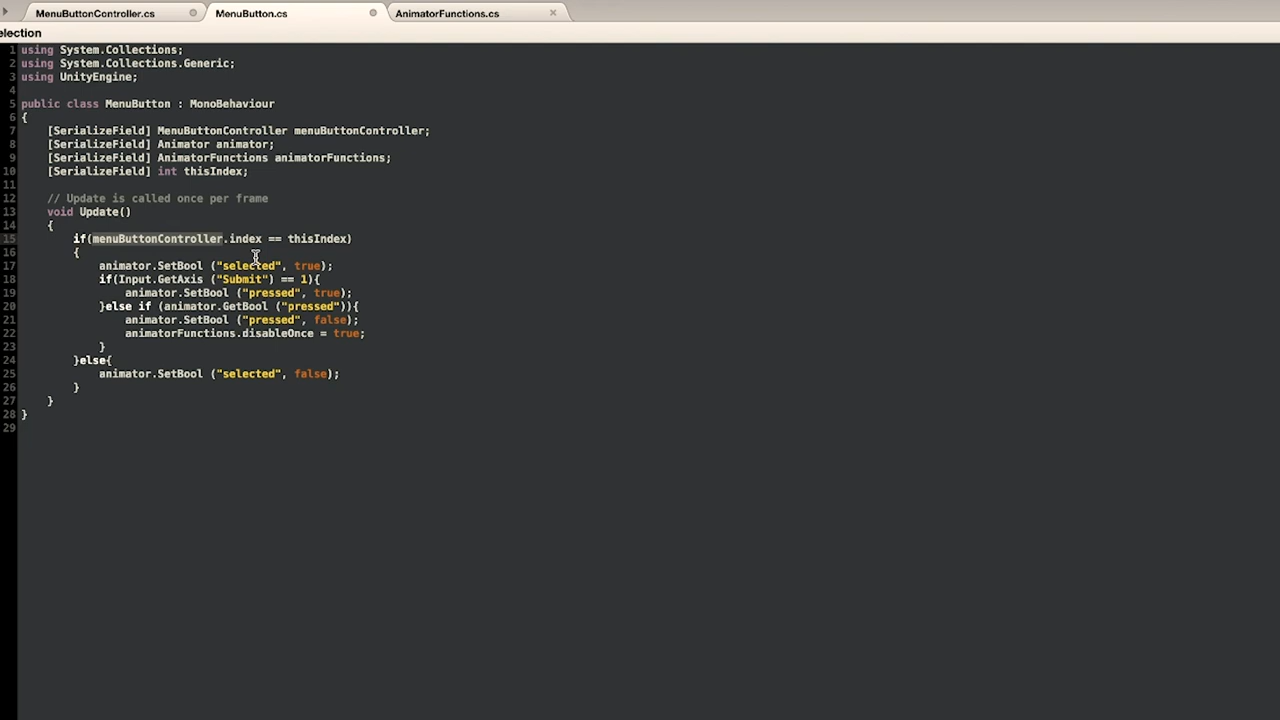 MenuButtonController.cs MenuButton.cs AnimatorFunctions.cs
election
1 using System.Collections;
2 using System.Collections.Generic;
3 using UnityEngine;
4
5 public class MenuButton : MonoBehaviour
6 {
7 [SerializeField] MenuButtonController menuButtonController;
8 [SerializeField] Animator animator;
9 [SerializeField] AnimatorFunctions animatorFunctions;
10 [SerializeField] int thisIndex;
11
12 // Update is called once per frame
13 void Update()
14 {
15 if(menuButtonController.index == thisIndex)
16 {
17 animator.SetBool ("selected", true);
18 if(Input.GetAxis ("Submit") == 1){
19 animator.SetBool ("pressed", true);
20 }else if (animator.GetBool ("pressed")){
21 animator.SetBool ("pressed", false);
22 animatorFunctions.disableOnce = true;
23 }
24 }else{
25 animator.SetBool ("selected", false);
26 }
27 }
28 }
29